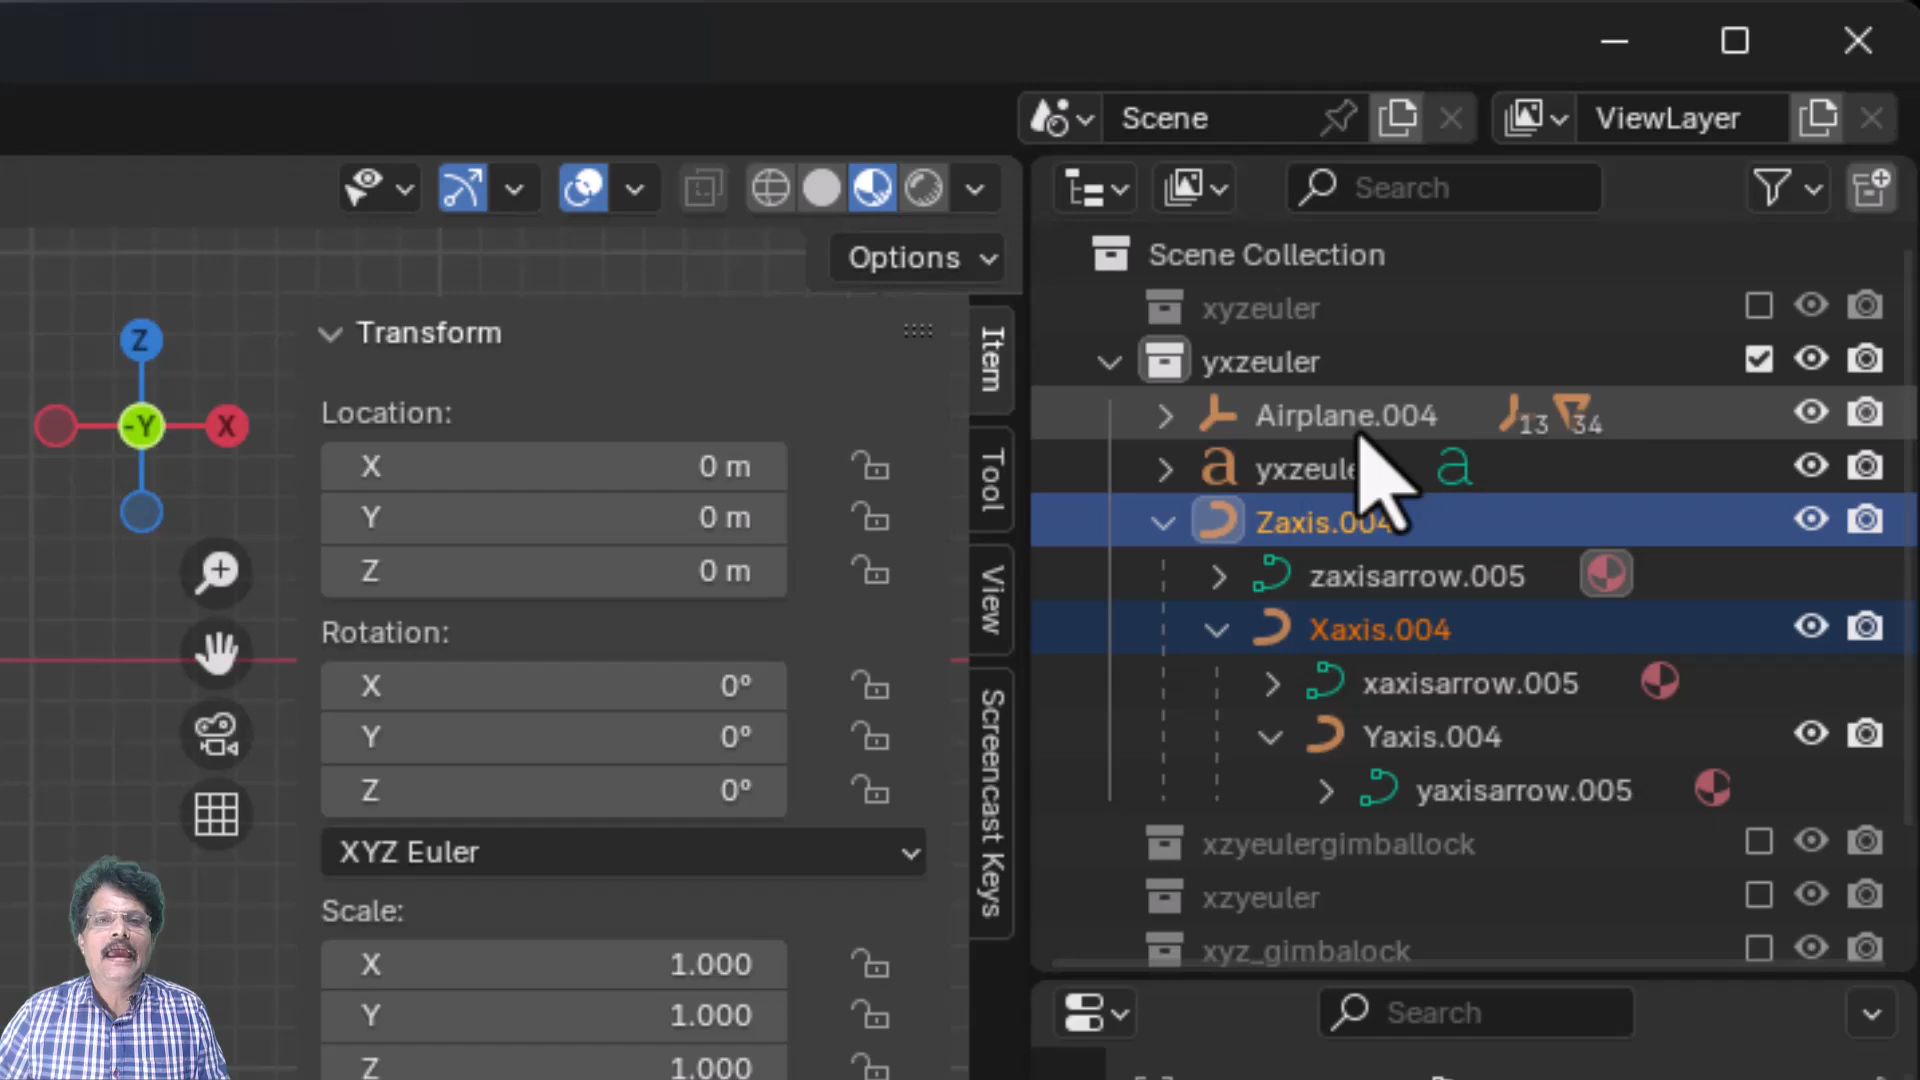 Scene
ViewLayer
Search
Options
Scene Collection
xyzeuler
yxzeuler
Airplane.004
13
34
yxzeule
Zaxis.004
zaxisarrow.005
Xaxis.004
xaxisarrow.005
Yaxis.004
yaxisarrow.005
xzyeulergimballock
xzyeuler
xyz_gimbalock
Search
Z
-Y
X
Transform
Location:
X 0 m
Y 0 m
Z 0 m
Rotation:
X 0°
Y 0°
Z 0°
XYZ Euler
Scale:
X 1.000
Y 1.000
Z 1.000
Item
Tool
View
Screencast Keys